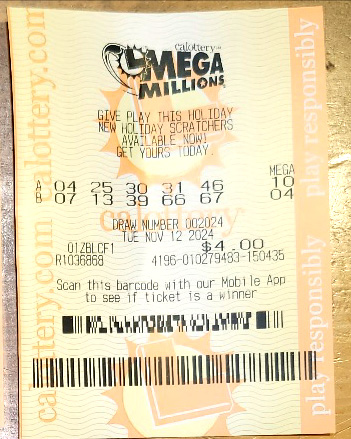 calottery
MEGA
MILLIONS
GIVE PLAY THIS HOLIDAY
NEW HOLIDAY SCRATCHERS
AVAILABLE NOW!
GET YOURS TODAY.
MEGA
A 04 25 30 31 46 10
B 07 13 39 66 67 04
DRAW NUMBER 002024
TUE NOV 12 2024
01ZBLCF1 $4.00
R1036868 4196-010279483-150435
Scan this barcode with our Mobile App
to see if ticket is a winner
calottery
calottery.com
calottery.com
play responsibly
play responsibly